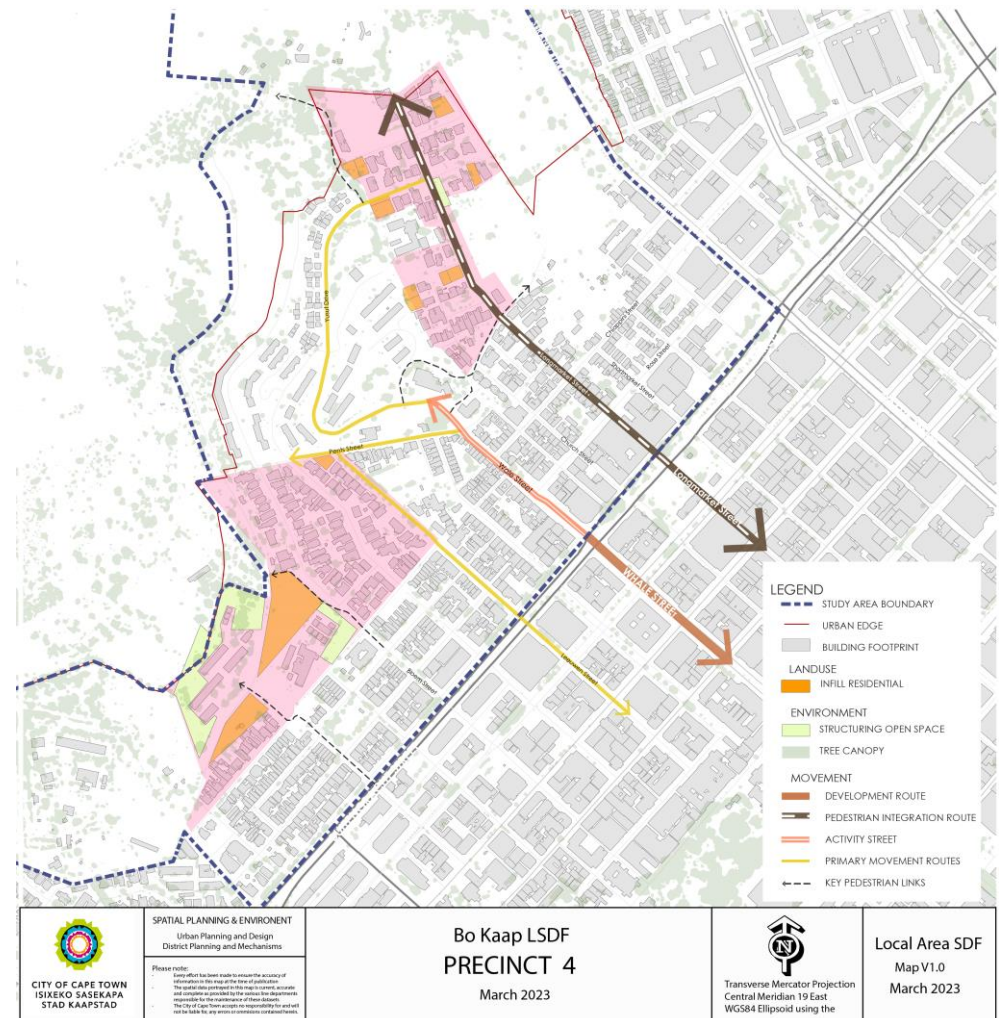 Yusuf Drive
Longmarket Street
Chiappini Street
Rose Street
Shortmarket Street
Church Street
Pentz Street
Wale Street
Longmarket Street
WHALE STREET
Leeuwen Street
Boom Street
LEGEND
STUDY AREA BOUNDARY
URBAN EDGE
BUILDING FOOTPRINT
LANDUSE
INFILL RESIDENTIAL
ENVIRONMENT
STRUCTURING OPEN SPACE
TREE CANOPY
MOVEMENT
DEVELOPMENT ROUTE
PEDESTRIAN INTEGRATION ROUTE
ACTIVITY STREET
PRIMARY MOVEMENT ROUTES
KEY PEDESTRIAN LINKS
CITY OF CAPE TOWN
ISIXEKO SASEKAPA
STAD KAAPSTAD
SPATIAL PLANNING & ENVIRONENT
Urban Planning and Design
District Planning and Mechanisms
Please note:
- Every effort has been made to ensure the accuracy of
information in this map at the time of publication
- The spatial data portrayed in this map is current, accurate
and complete as provided by the various line departments
responsible for the maintenance of these datasets
- The City of Cape Town accepts no responsibility for and will
not be liable for, any errors or ommisions contained herein.
Bo Kaap LSDF
PRECINCT 4
March 2023
N
Transverse Mercator Projection
Central Meridian 19 East
WGS84 Ellipsoid using the
Local Area SDF
Map V1.0
March 2023